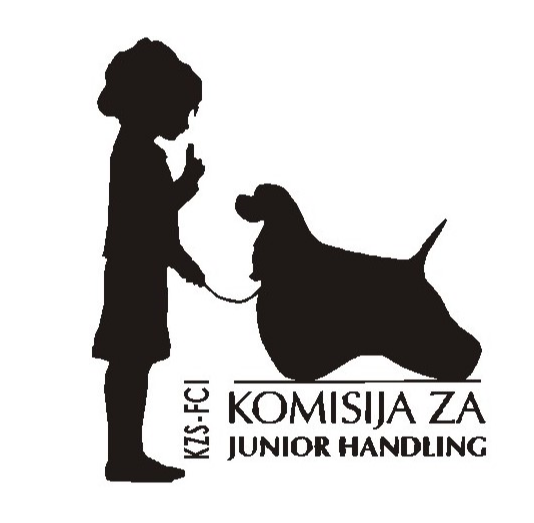 KZS-FCI
KOMISIJA ZA
JUNIOR HANDLING